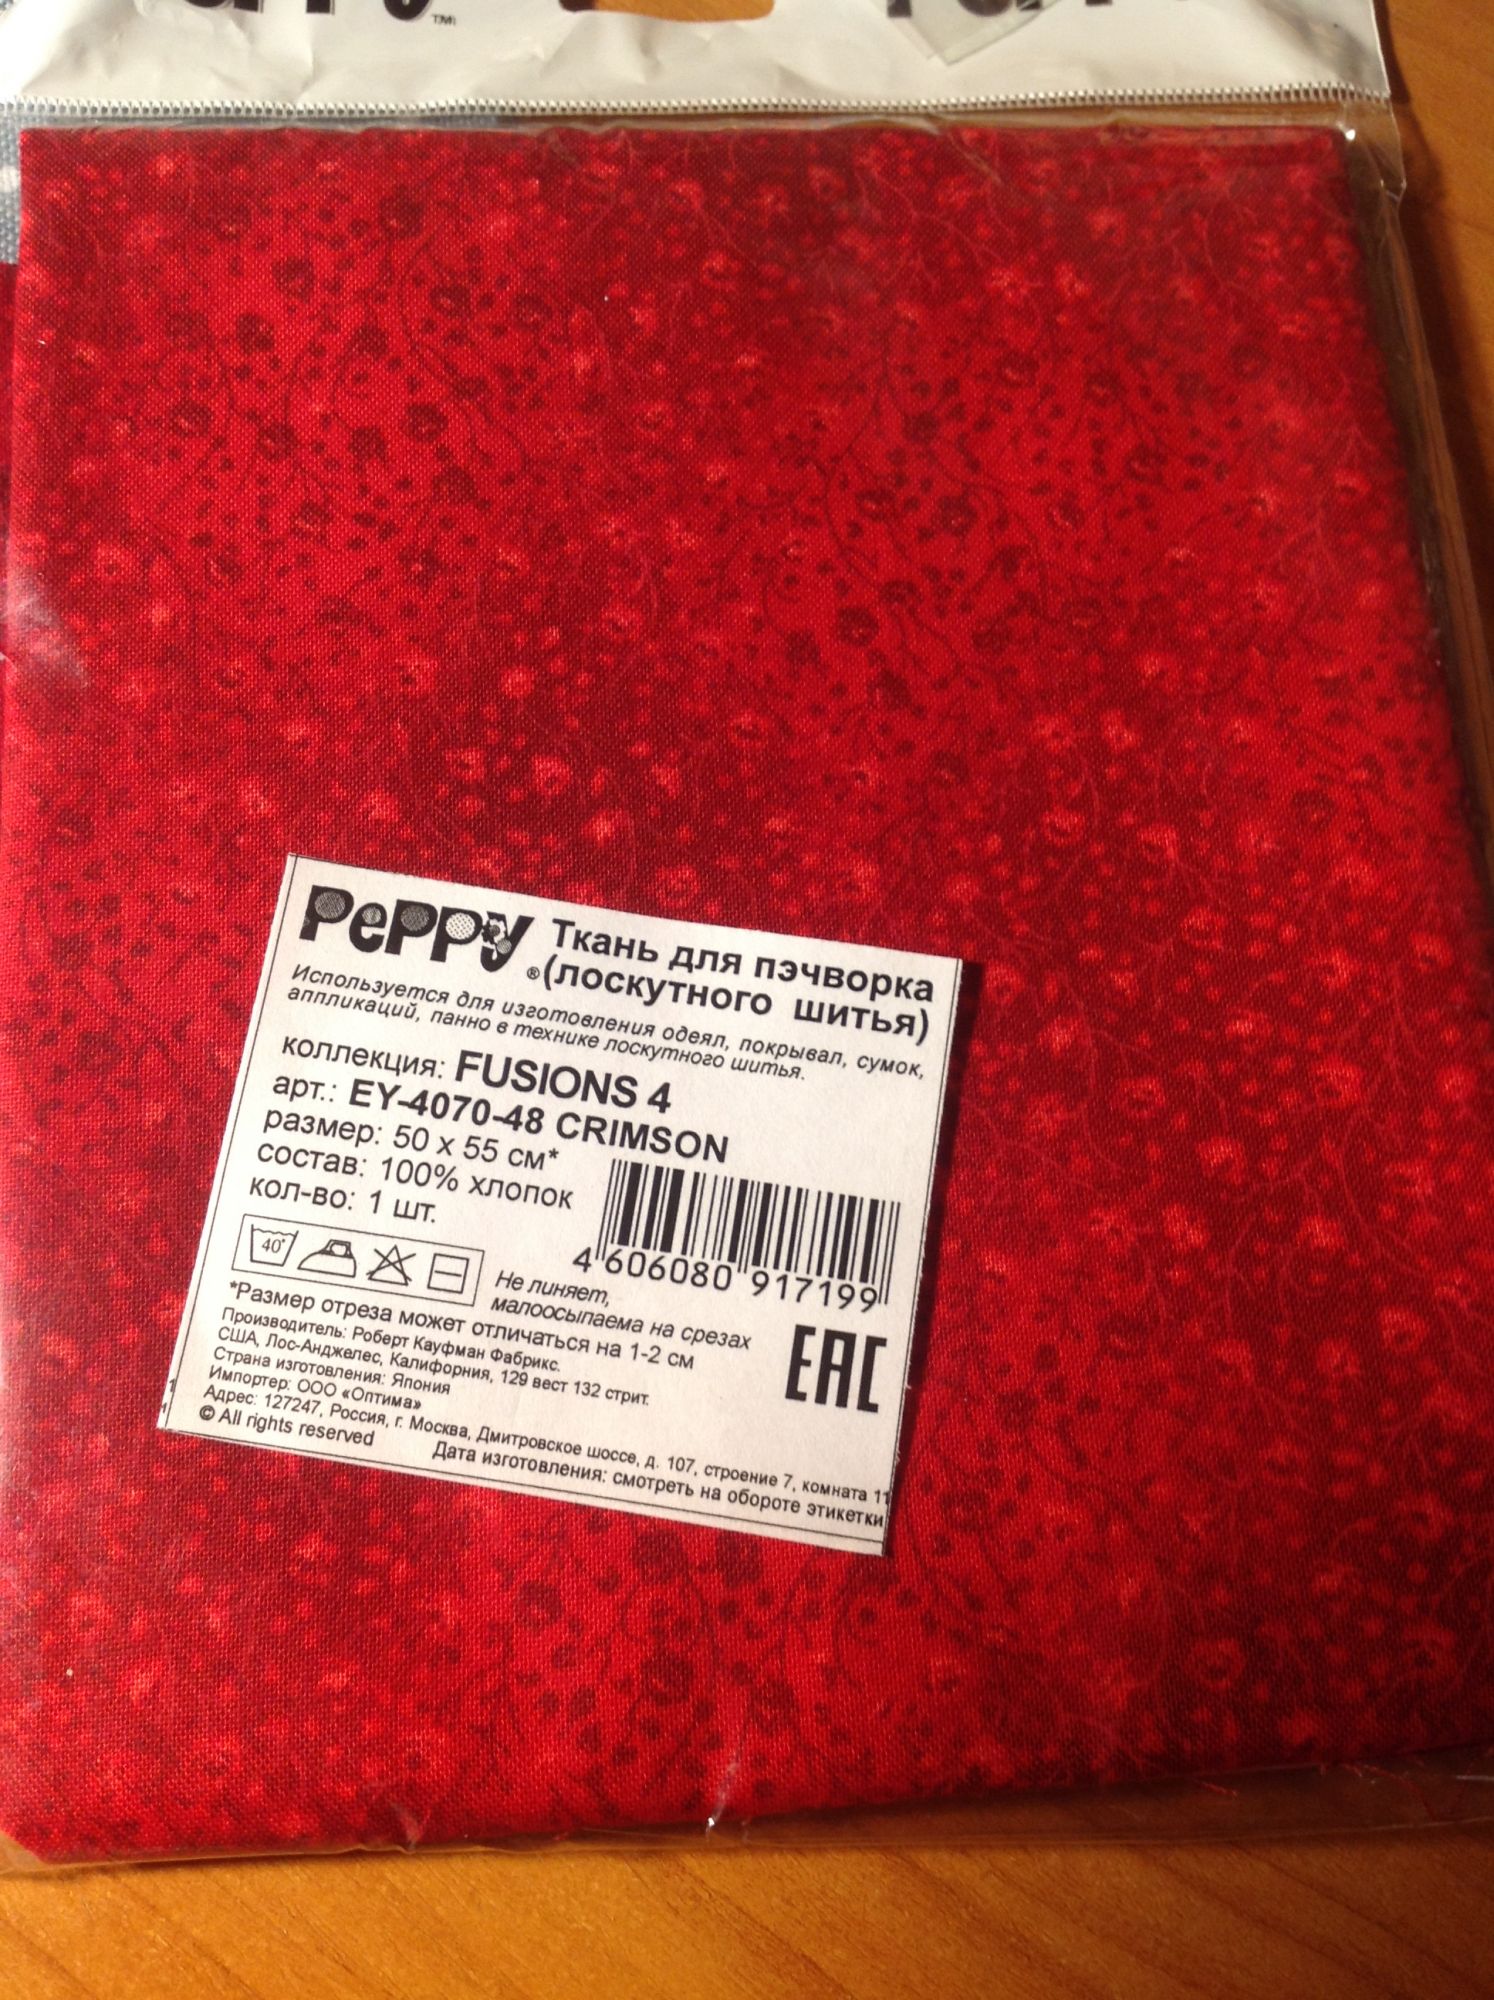 TM
PePPy
®
Ткань для пэчворка
(лоскутного шитья)
Используется для изготовления одеял, покрывал, сумок,
аппликаций, панно в технике лоскутного шитья.
коллекция: FUSIONS 4
арт.: EY-4070-48 CRIMSON
размер: 50 х 55 см*
состав: 100% хлопок
кол-во: 1 шт.
4 606080 917199
40°
Не линяет,
малоосыпаема на срезах
*Размер отреза может отличаться на 1-2 см
EAC
Производитель: Роберт Кауфман Фабрикс.
США, Лос-Анджелес, Калифорния, 129 вест 132 стрит.
Страна изготовления: Япония
Импортер: ООО «Оптима»
Адрес: 127247, Россия, г. Москва, Дмитровское шоссе, д. 107, строение 7, комната 11
© All rights reserved
Дата изготовления: смотреть на обороте этикетки